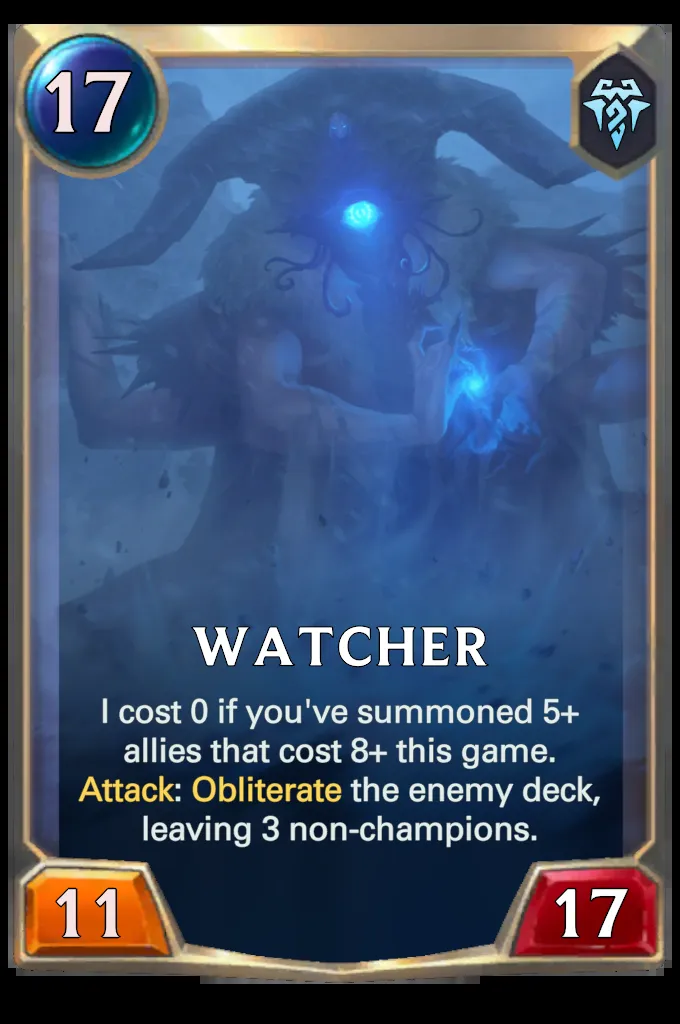 17
WATCHER
I cost 0 if you've summoned 5+
allies that cost 8+ this game.
Attack: Obliterate the enemy deck,
leaving 3 non-champions.
11
17